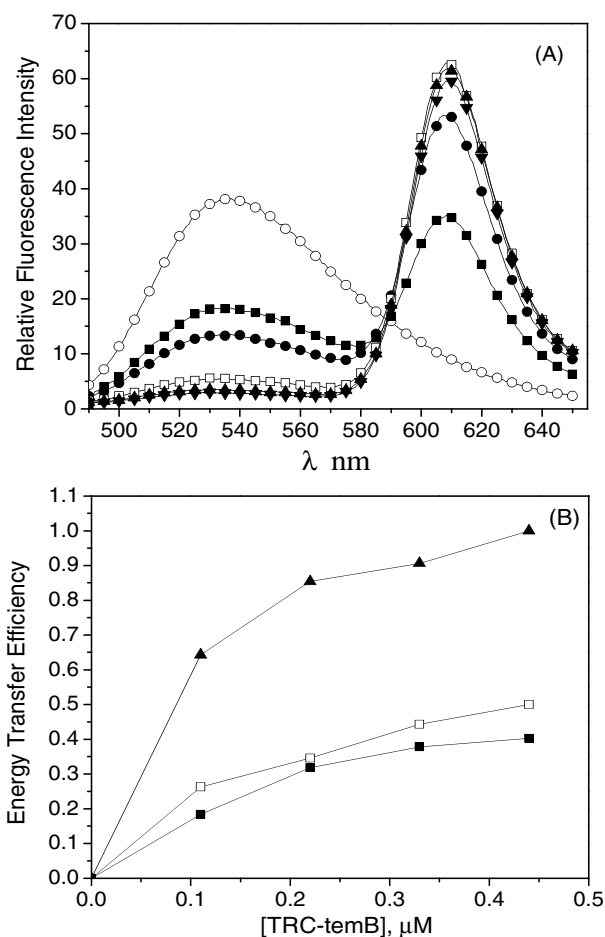 (A)
Relative Fluorescence Intensity
70
60
50
40
30
20
10
0
500 520 540 560 580 600 620 640
λ nm
(B)
Energy Transfer Efficiency
1.1
1.0
0.9
0.8
0.7
0.6
0.5
0.4
0.3
0.2
0.1
0.0
0.0 0.1 0.2 0.3 0.4 0.5
[TRC-temB], μM